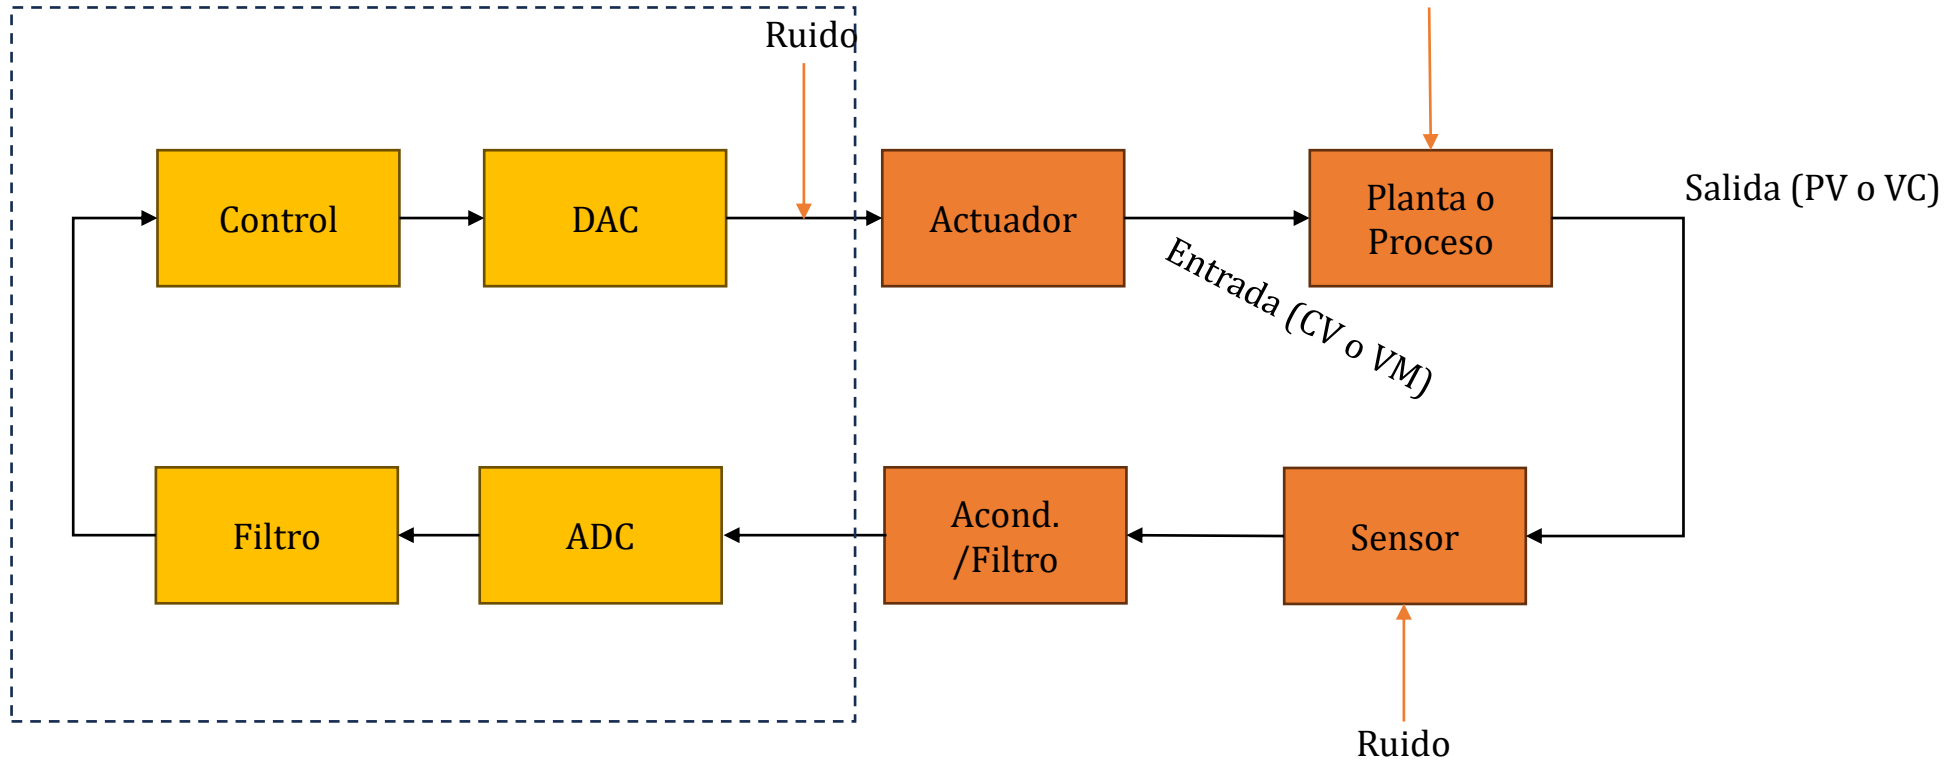 Ruido
Control
DAC
Actuador
Planta o
Proceso
Salida (PV o VC)
Entrada (CV o VM)
Filtro
ADC
Acond.
/Filtro
Sensor
Ruido